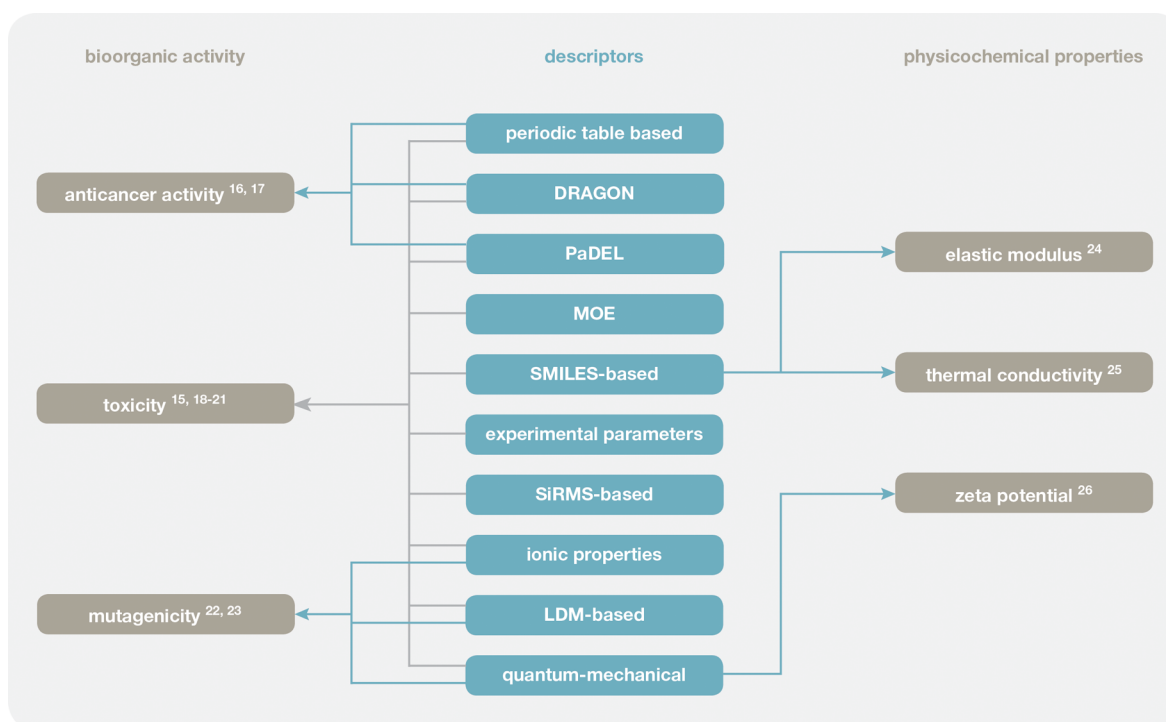 bioorganic activity
descriptors
physicochemical properties
anticancer activity 16, 17
toxicity 15, 18-21
mutagenicity 22, 23
periodic table based
DRAGON
PaDEL
MOE
SMILES-based
experimental parameters
SiRMS-based
ionic properties
LDM-based
quantum-mechanical
elastic modulus 24
thermal conductivity 25
zeta potential 26